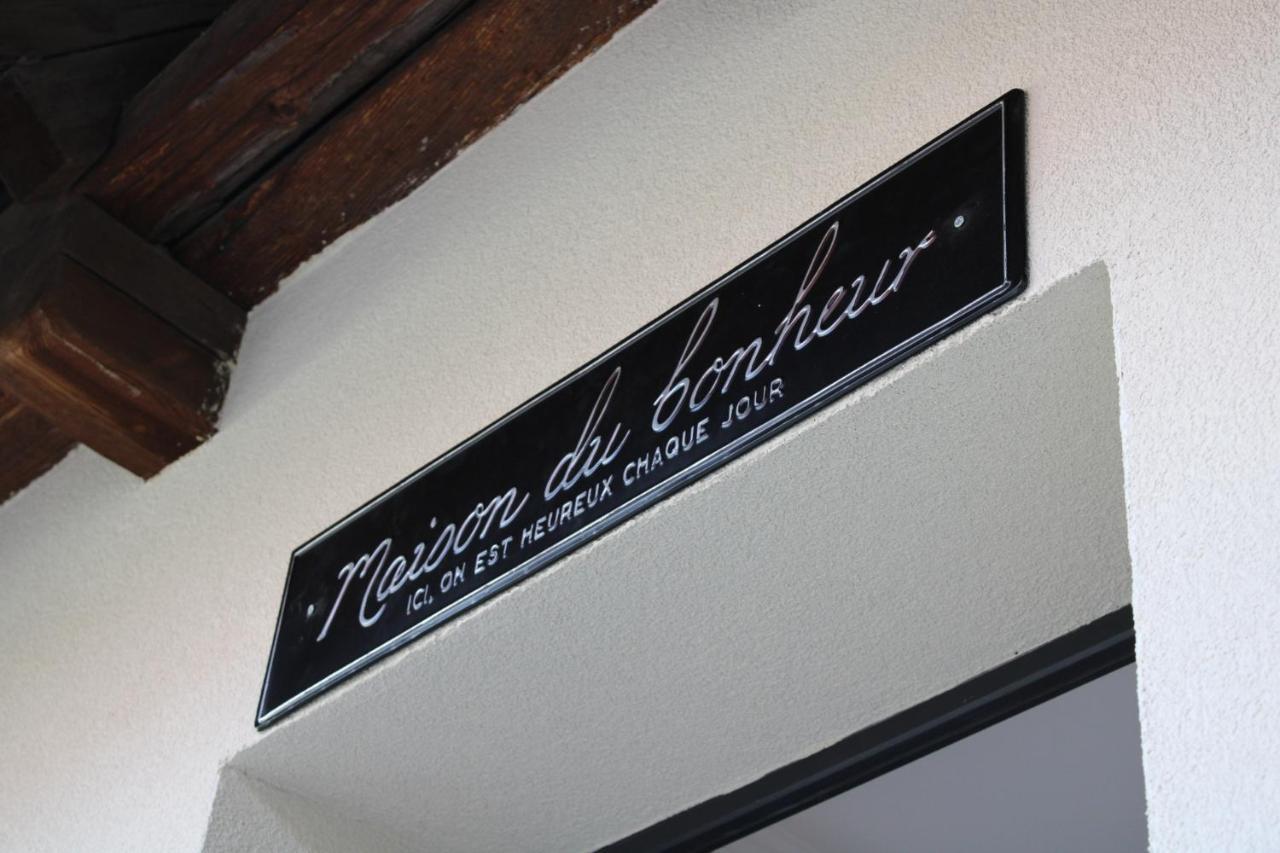 Maison du bonheur
ICI, ON EST HEUREUX CHAQUE JOUR